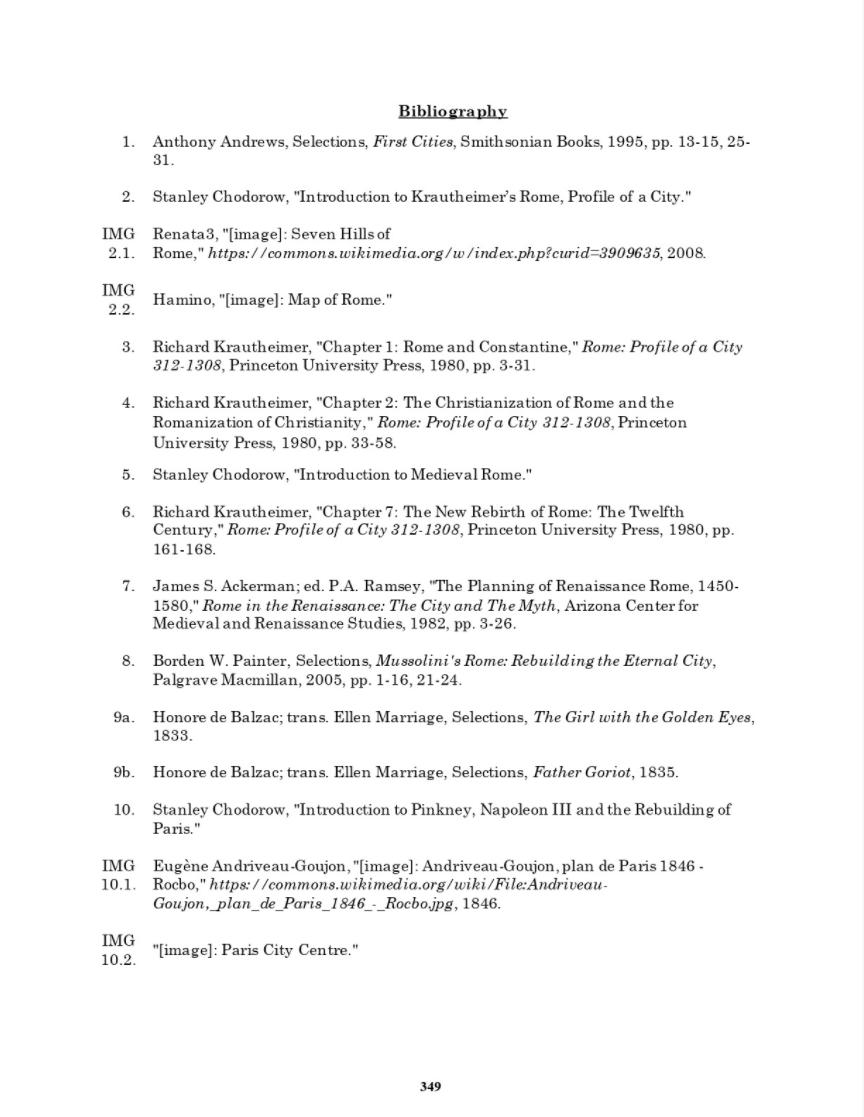 Bibliography
1. Anthony Andrews, Selections, First Cities, Smithsonian Books, 1995, pp. 13-15, 25-
31.
2. Stanley Chodorow, "Introduction to Krautheimer’s Rome, Profile of a City."
IMG Renata3, "[image]: Seven Hills of
2.1. Rome," https://commons.wikimedia.org/w/index.php?curid=3909635, 2008.
IMG
2.2. Hamino, "[image]: Map of Rome."
3. Richard Krautheimer, "Chapter 1: Rome and Constantine," Rome: Profile of a City
312-1308, Princeton University Press, 1980, pp. 3-31.
4. Richard Krautheimer, "Chapter 2: The Christianization of Rome and the
Romanization of Christianity," Rome: Profile of a City 312-1308, Princeton
University Press, 1980, pp. 33-58.
5. Stanley Chodorow, "Introduction to Medieval Rome."
6. Richard Krautheimer, "Chapter 7: The New Rebirth of Rome: The Twelfth
Century," Rome: Profile of a City 312-1308, Princeton University Press, 1980, pp.
161-168.
7. James S. Ackerman; ed. P.A. Ramsey, "The Planning of Renaissance Rome, 1450-
1580," Rome in the Renaissance: The City and The Myth, Arizona Center for
Medieval and Renaissance Studies, 1982, pp. 3-26.
8. Borden W. Painter, Selections, Mussolini's Rome: Rebuilding the Eternal City,
Palgrave Macmillan, 2005, pp. 1-16, 21-24.
9a. Honore de Balzac; trans. Ellen Marriage, Selections, The Girl with the Golden Eyes,
1833.
9b. Honore de Balzac; trans. Ellen Marriage, Selections, Father Goriot, 1835.
10. Stanley Chodorow, "Introduction to Pinkney, Napoleon III and the Rebuilding of
Paris."
IMG Eugène Andriveau-Goujon, "[image]: Andriveau-Goujon, plan de Paris 1846 -
10.1. Rocbo," https://commons.wikimedia.org/wiki/File:Andriveau-
Goujon,_plan_de_Paris_1846_-_Rocbo.jpg, 1846.
IMG
10.2. "[image]: Paris City Centre."
349